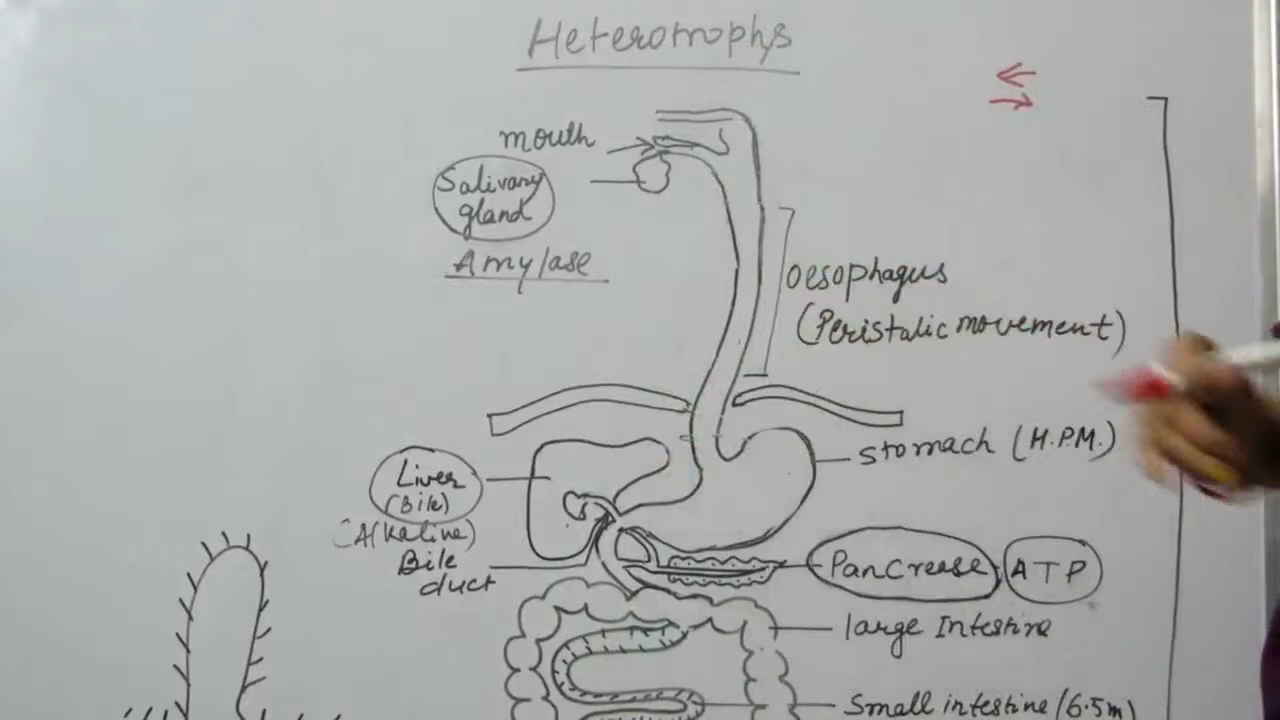 Heterotrophs
mouth
Salivary
gland
Amylase
Oesophagus
(Peristalic movement)
Stomach (H.P.M.)
Liver
(Bile)
(Alkaline)
Bile
duct
Pancrease
ATP
large Intestine
Small intestine (6.5m)